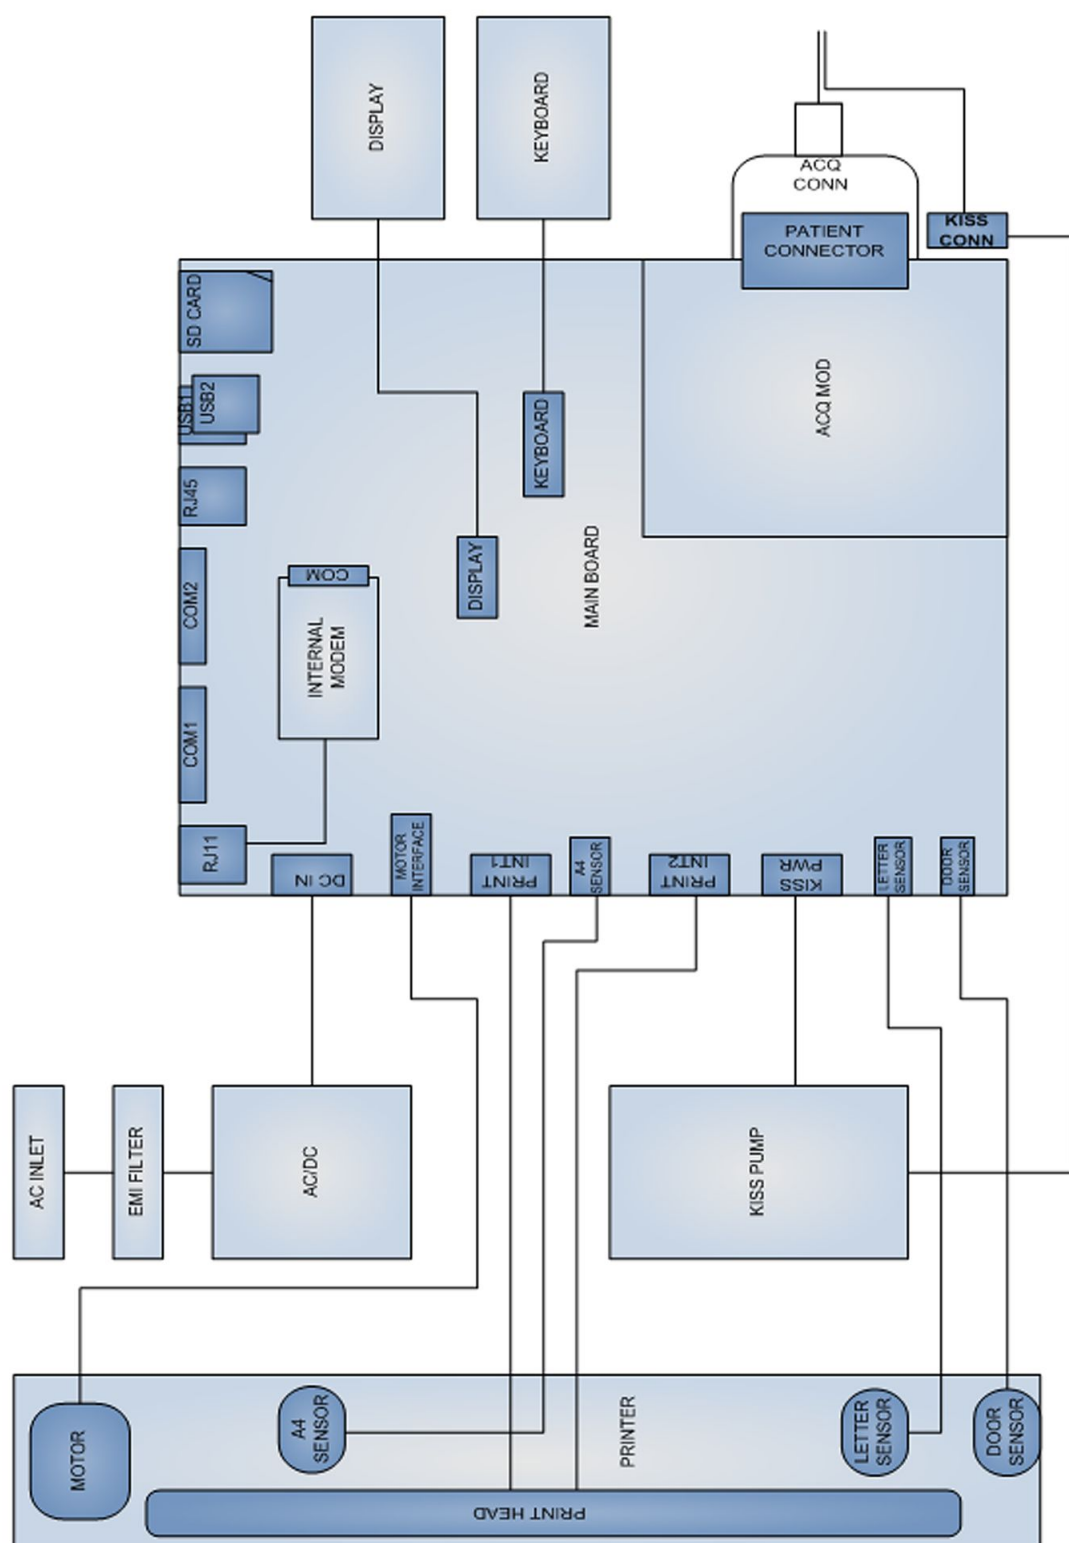 DISPLAY
KEYBOARD
ACQ
CONN
PATIENT
CONNECTOR
KISS
CONN
SD CARD
USB1
USB2
RJ45
COM2
COM1
RJ11
COM
INTERNAL
MODEM
DISPLAY
KEYBOARD
MAIN BOARD
ACQ MOD
DC IN
MOTOR
INTERFACE
PRINT
INT1
A4
SENSOR
PRINT
INT2
KISS
PWR
LETTER
SENSOR
DOOR
SENSOR
AC INLET
EMI FILTER
AC/DC
KISS PUMP
MOTOR
A4
SENSOR
PRINTER
LETTER
SENSOR
DOOR
SENSOR
PRINT HEAD